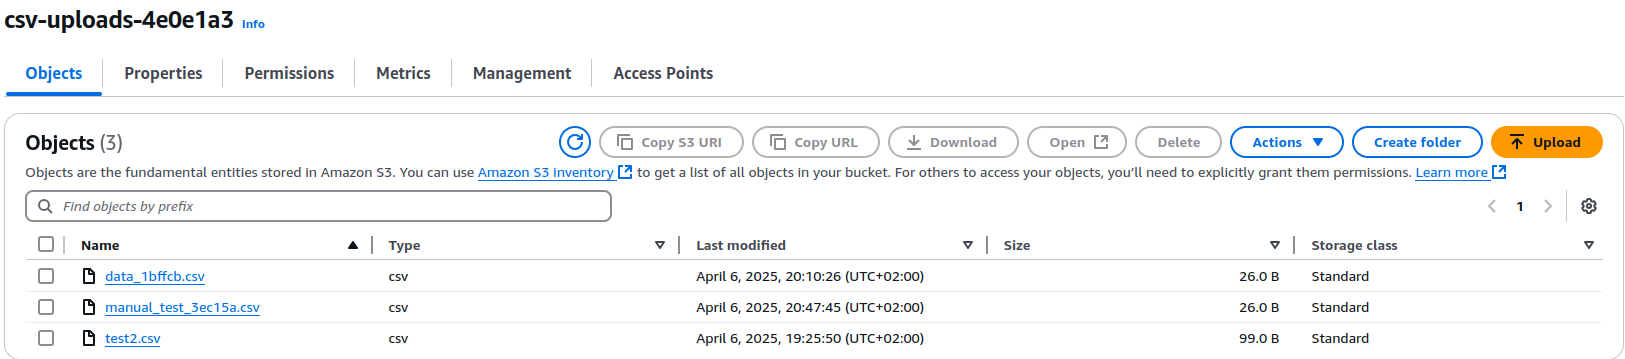 csv-uploads-4e0e1a3 Info
Objects Properties Permissions Metrics Management Access Points
Objects (3) Copy S3 URI Copy URL Download Open Delete Actions Create folder Upload
Objects are the fundamental entities stored in Amazon S3. You can use Amazon S3 inventory to get a list of all objects in your bucket. For others to access your objects, you'll need to explicitly grant them permissions. Learn more
Find objects by prefix 1
Name Type Last modified Size Storage class
data_1bffcb.csv csv April 6, 2025, 20:10:26 (UTC+02:00) 26.0 B Standard
manual_test_3ec15a.csv csv April 6, 2025, 20:47:45 (UTC+02:00) 26.0 B Standard
test2.csv csv April 6, 2025, 19:25:50 (UTC+02:00) 99.0 B Standard